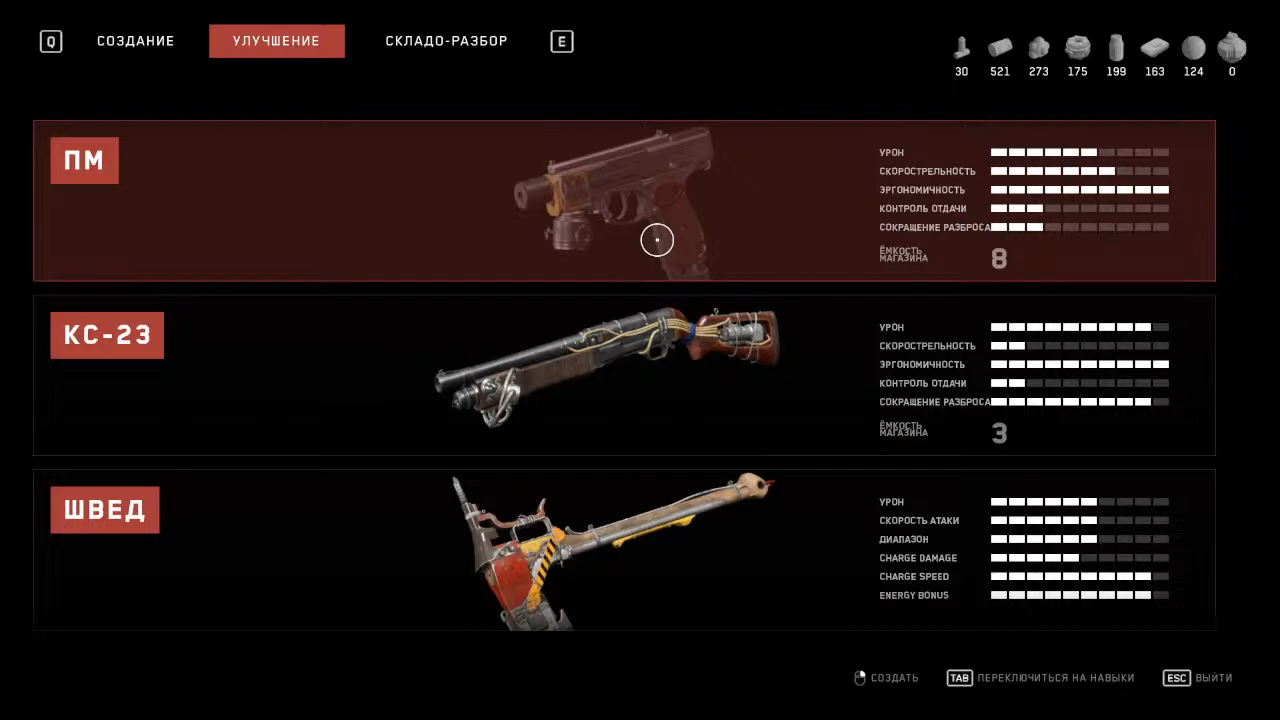 Q СОЗДАНИЕ УЛУЧШЕНИЕ СКЛАДО-РАЗБОР E
30 521 273 175 199 163 124 0
ПМ
УРОН
СКОРОСТРЕЛЬНОСТЬ
ЭРГОНОМИЧНОСТЬ
КОНТРОЛЬ ОТДАЧИ
СОКРАЩЕНИЕ РАЗБРОСА
ЁМКОСТЬ
МАГАЗИНА 8
КС-23
УРОН
СКОРОСТРЕЛЬНОСТЬ
ЭРГОНОМИЧНОСТЬ
КОНТРОЛЬ ОТДАЧИ
СОКРАЩЕНИЕ РАЗБРОСА
ЁМКОСТЬ
МАГАЗИНА 3
ШВЕД
УРОН
СКОРОСТЬ АТАКИ
ДИАПАЗОН
CHARGE DAMAGE
CHARGE SPEED
ENERGY BONUS
СОЗДАТЬ TAB ПЕРЕКЛЮЧИТЬСЯ НА НАВЫКИ ESC ВЫЙТИ